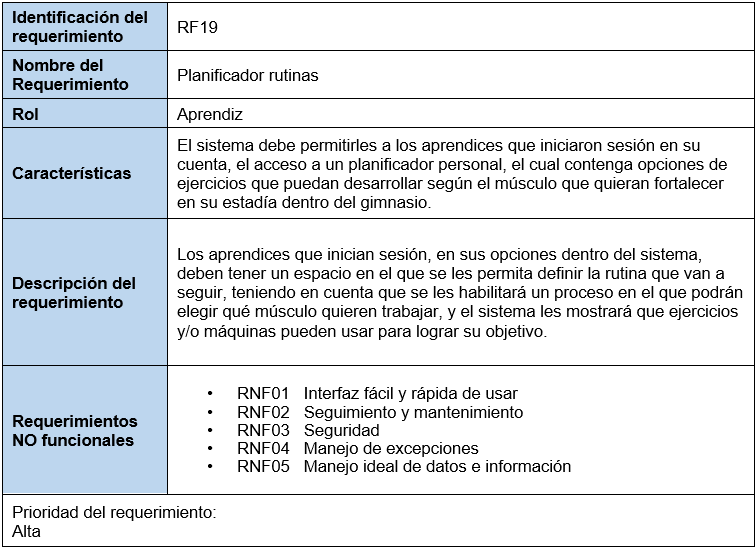 Identificación del
requerimiento
RF19
Nombre del
Requerimiento
Planificador rutinas
Rol
Aprendiz
Características
El sistema debe permitirles a los aprendices que iniciaron sesión en su
cuenta, el acceso a un planificador personal, el cual contenga opciones de
ejercicios que puedan desarrollar según el músculo que quieran fortalecer
en su estadía dentro del gimnasio.
Descripción del
requerimiento
Los aprendices que inician sesión, en sus opciones dentro del sistema,
deben tener un espacio en el que se les permita definir la rutina que van a
seguir, teniendo en cuenta que se les habilitará un proceso en el que podrán
elegir qué músculo quieren trabajar, y el sistema les mostrará que ejercicios
y/o máquinas pueden usar para lograr su objetivo.
Requerimientos
NO funcionales
• RNF01 Interfaz fácil y rápida de usar
• RNF02 Seguimiento y mantenimiento
• RNF03 Seguridad
• RNF04 Manejo de excepciones
• RNF05 Manejo ideal de datos e información
Prioridad del requerimiento:
Alta